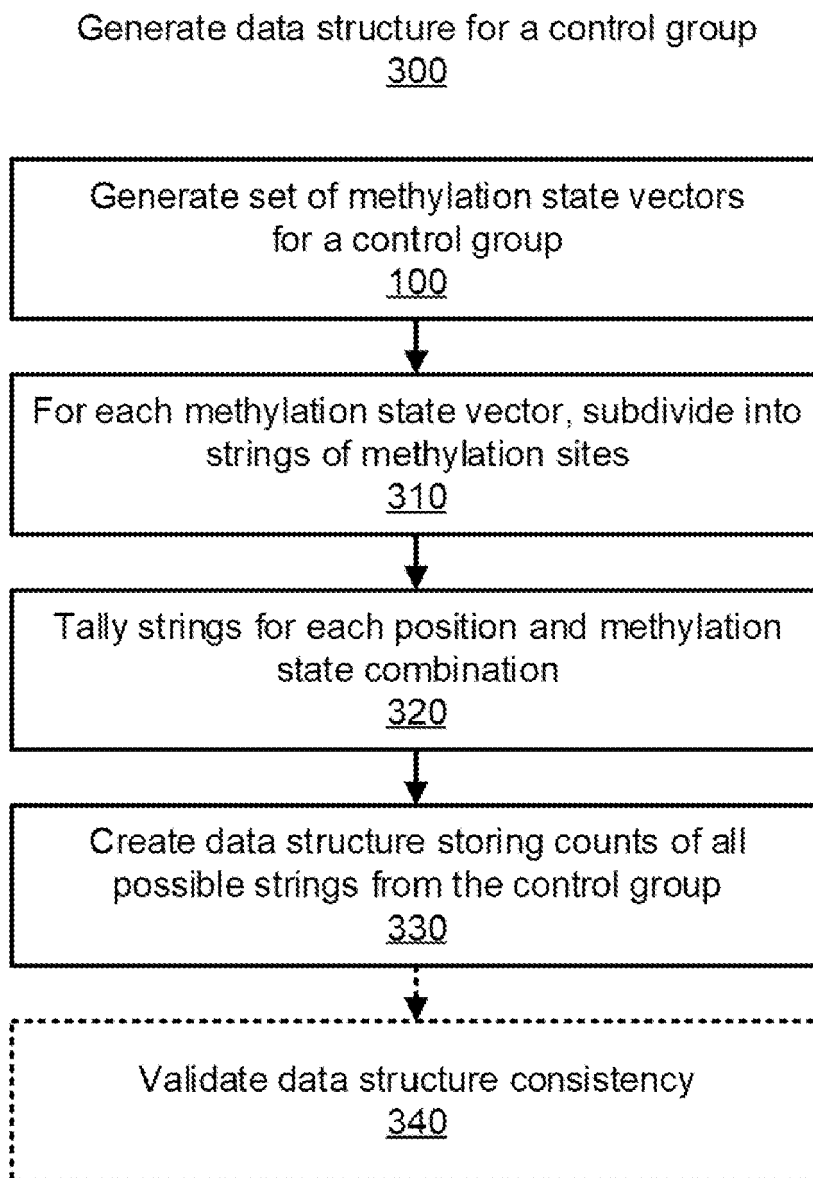 Generate data structure for a control group
300
Generate set of methylation state vectors
for a control group
100
For each methylation state vector, subdivide into
strings of methylation sites
310
Tally strings for each position and methylation
state combination
320
Create data structure storing counts of all
possible strings from the control group
330
Validate data structure consistency
340